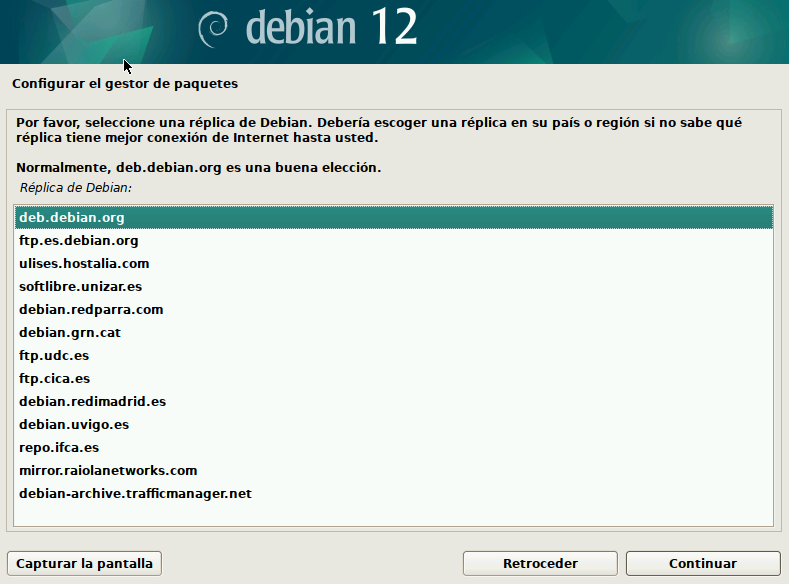 debian 12
Configurar el gestor de paquetes
Por favor, seleccione una réplica de Debian. Debería escoger una réplica en su país o región si no sabe qué
réplica tiene mejor conexión de Internet hasta usted.
Normalmente, deb.debian.org es una buena elección.
Réplica de Debian:
deb.debian.org
ftp.es.debian.org
ulises.hostalia.com
softlibre.unizar.es
debian.redparra.com
debian.grn.cat
ftp.udc.es
ftp.cica.es
debian.redimadrid.es
debian.uvigo.es
repo.ifca.es
mirror.raiolanetworks.com
debian-archive.trafficmanager.net
Capturar la pantalla
Retroceder
Continuar